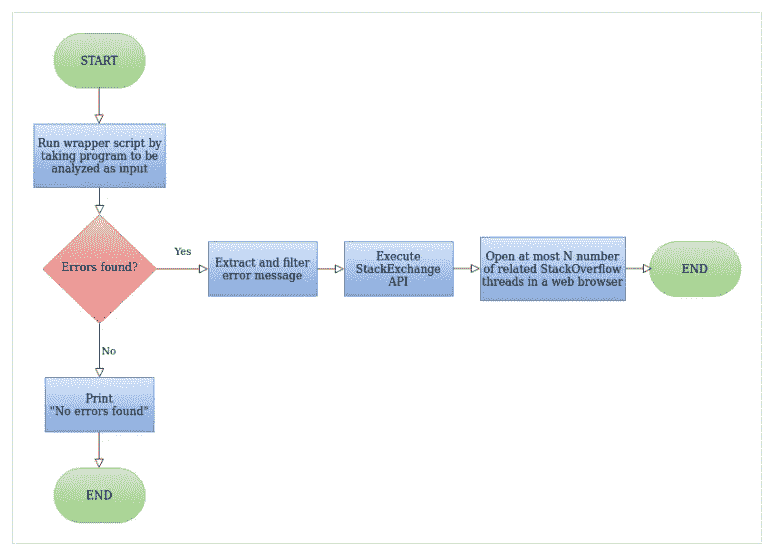 START
Run wrapper script by
taking program to be
analyzed as input
Errors found?
Yes
Extract and filter
error message
Execute
StackExchange
API
Open at most N number
of related StackOverflow
threads in a web browser
END
No
Print
"No errors found"
END